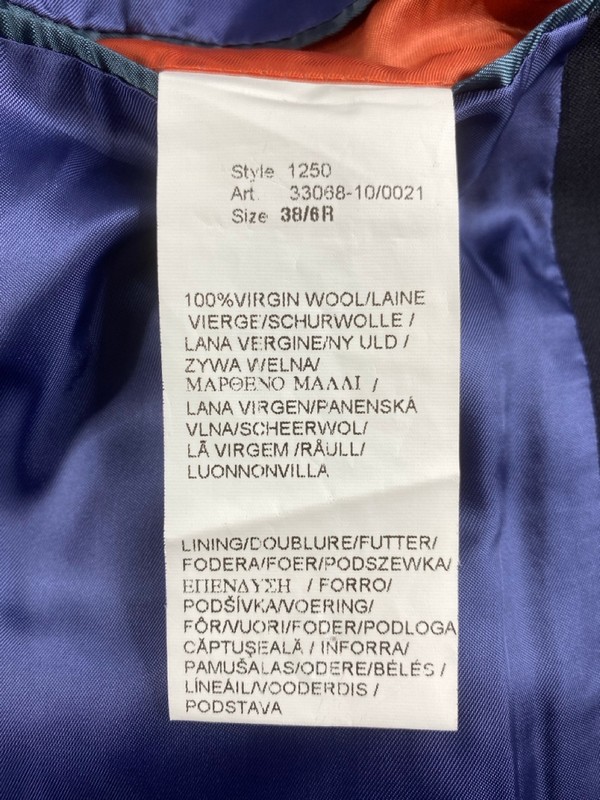 Style 1250
Art. 33068-10/0021
Size 38/6R
100%VIRGIN WOOL/LAINE
VIERGE/SCHURWOLLE /
LANA VERGINE/NY ULD /
ZYWA WELNA/
ΜΑΡΘΕΝΟ ΜΑΛΛΙ /
LANA VIRGEN/PANENSKÁ
VLNA/SCHEERWOL/
LÃ VIRGEM /RÅULL/
LUONNONVILLA
LINING/DOUBLURE/FUTTER/
FODERA/FOER/PODSZEWKA/
ΕΠΕΝΔΥΣΗ / FORRO/
PODŠÍVKA/VOERING/
FÔR/VUORI/FODER/PODLOGA
CĂPTUŞEALĂ / INFORRA/
PAMUŠALAS/ODERE/BÉLÉS /
LÍNEÁIL/VOODERDIS /
PODSTAVA